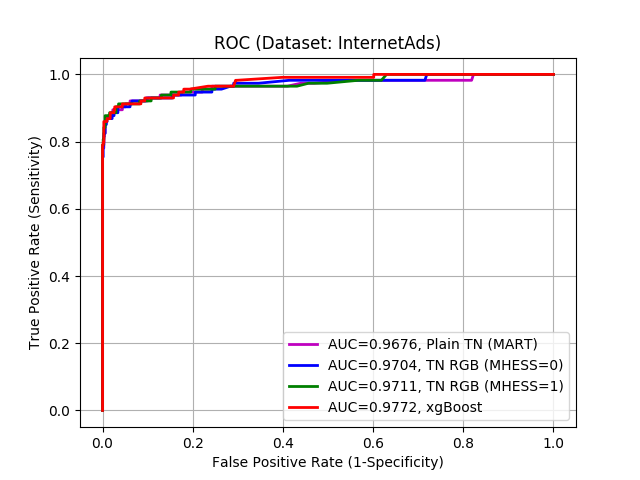 ROC (Dataset: InternetAds)
True Positive Rate (Sensitivity)
1.0
0.8
0.6
0.4
0.2
0.0
AUC=0.9676, Plain TN (MART)
AUC=0.9704, TN RGB (MHESS=0)
AUC=0.9711, TN RGB (MHESS=1)
AUC=0.9772, xgBoost
0.0 0.2 0.4 0.6 0.8 1.0
False Positive Rate (1-Specificity)